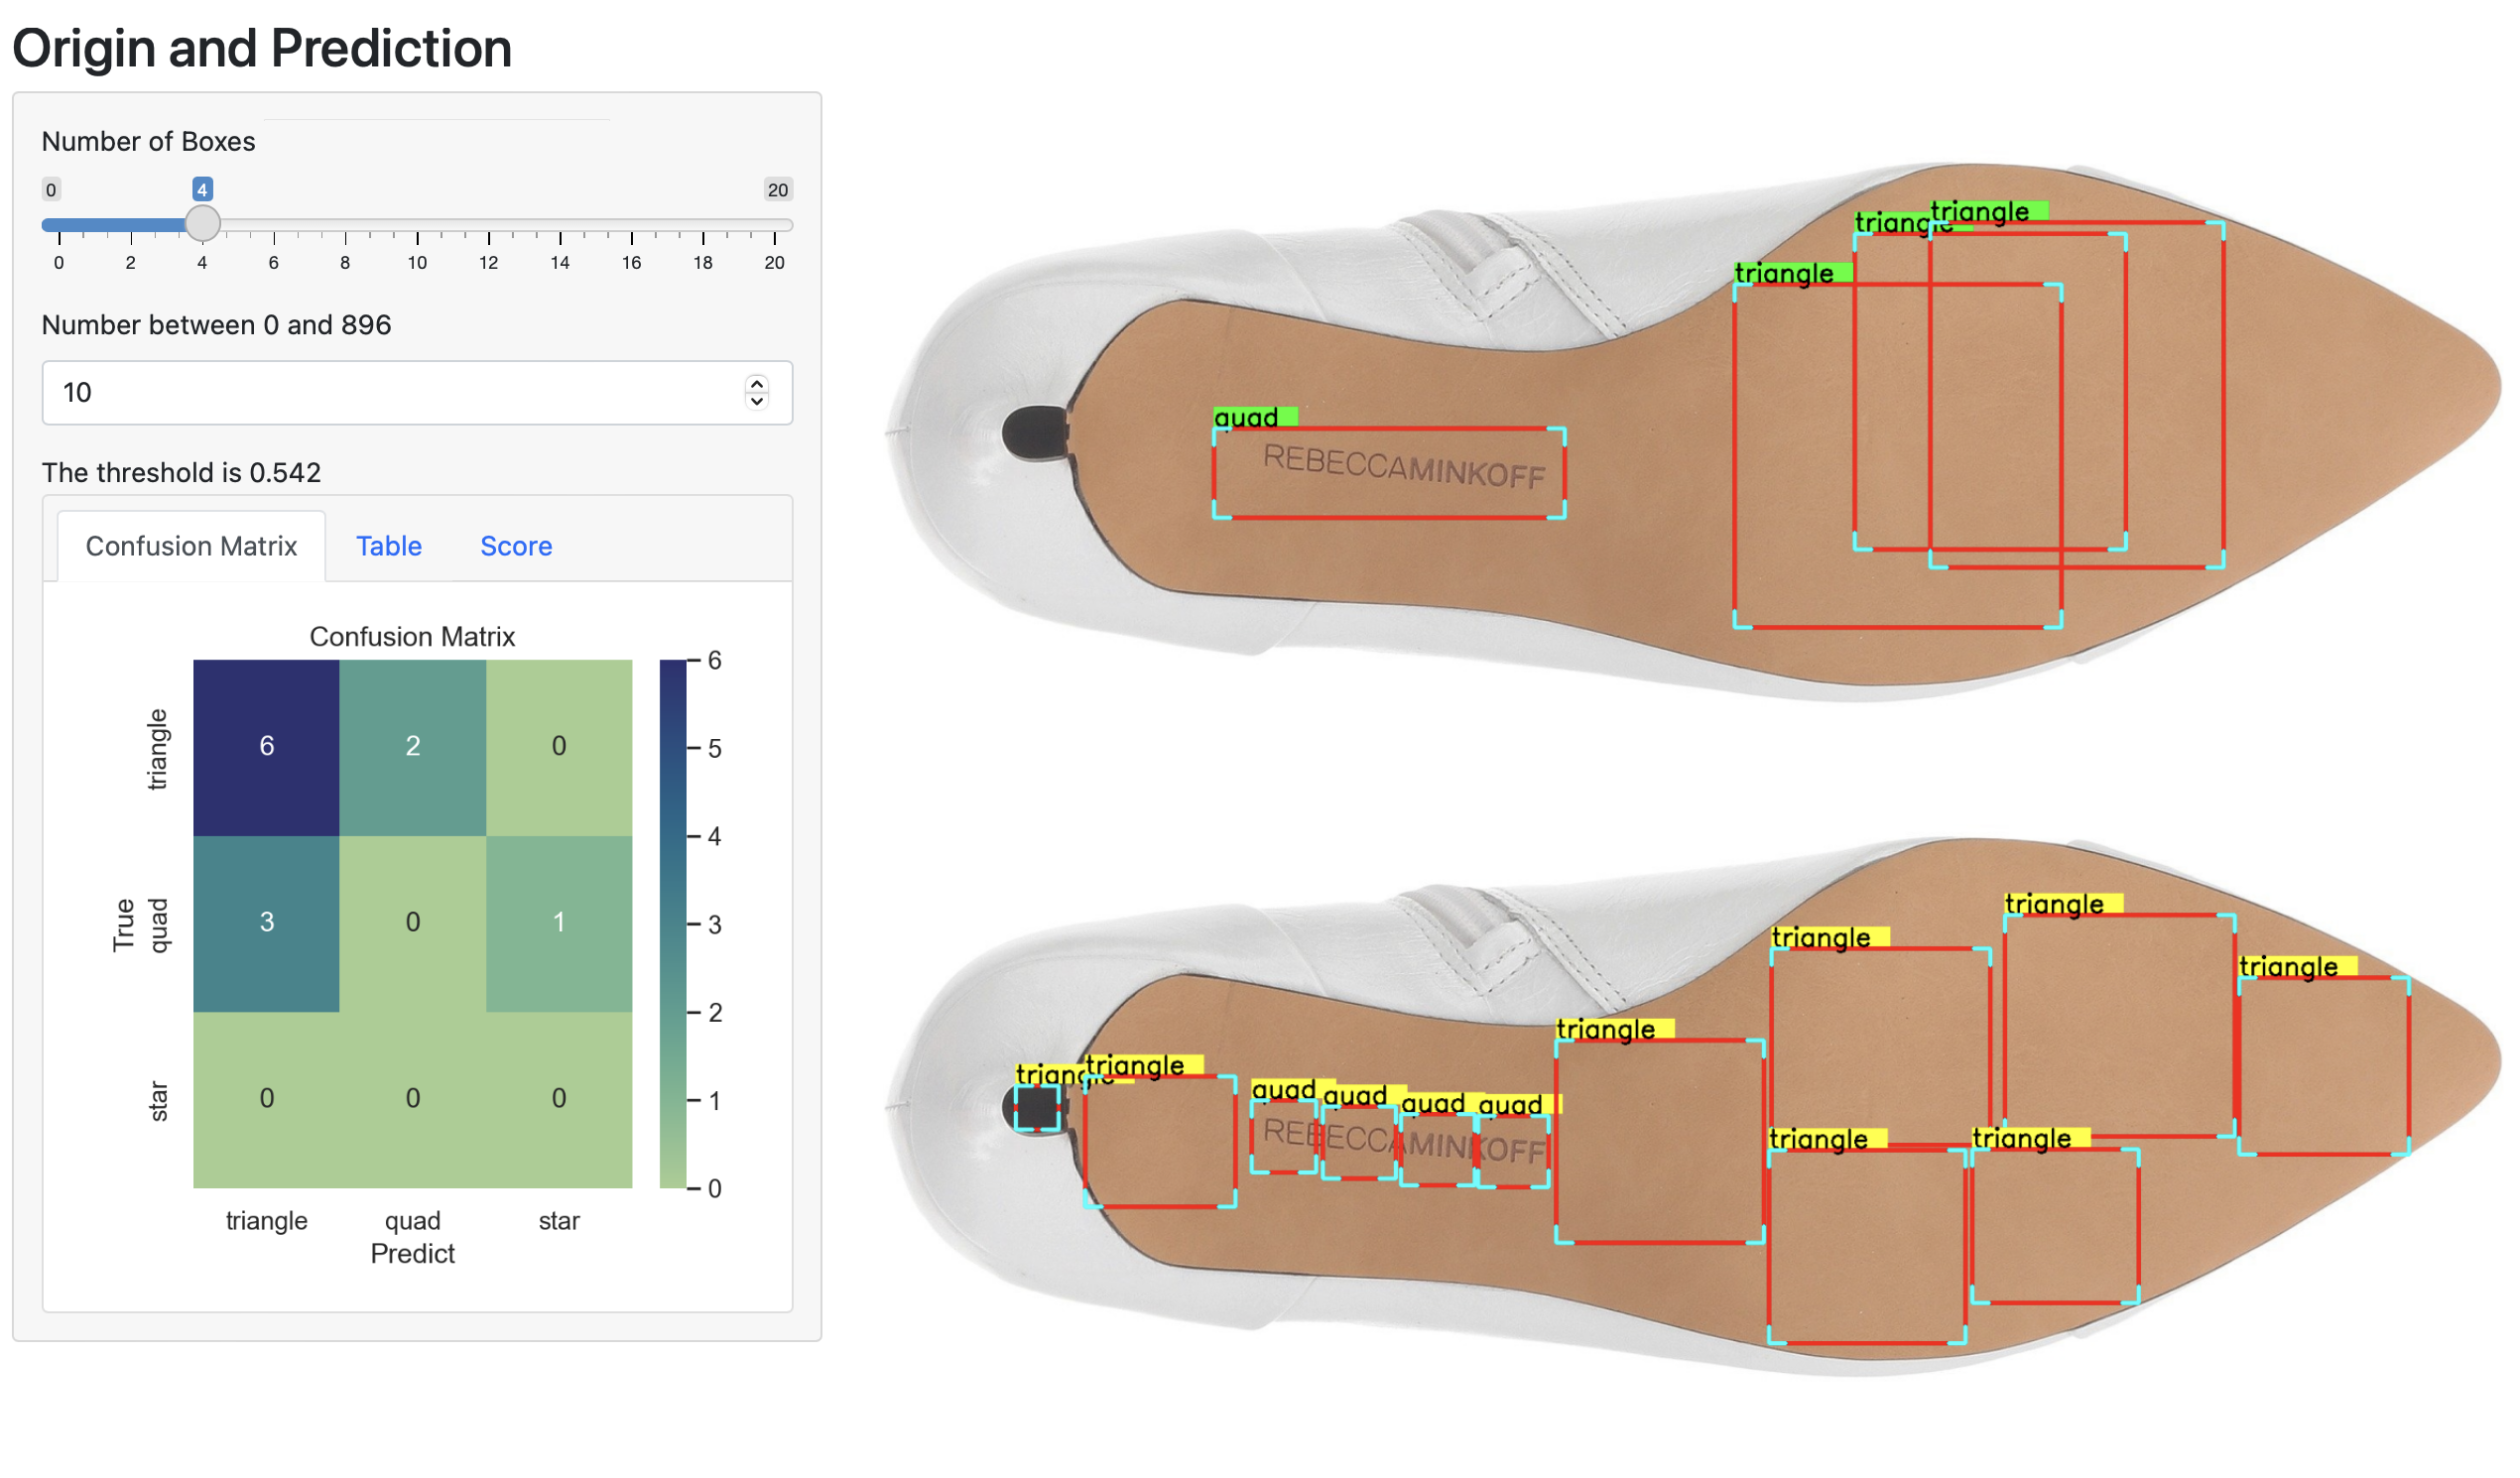 Origin and Prediction
Number of Boxes
0 4 20
0 2 4 6 8 10 12 14 16 18 20
Number between 0 and 896
10
The threshold is 0.542
Confusion Matrix Table Score
Confusion Matrix
triangle
True
quad
star
6 2 0
3 0 1
0 0 0
6
5
4
3
2
1
0
triangle quad star
Predict
triangle
triangle
triangle
quad
REBECCAMINKOFF
triangle
triangle
triangle
triangle
triangle
triangle
quad
quad
quad
quad
REBECCAMINKOFF
triangle
triangle